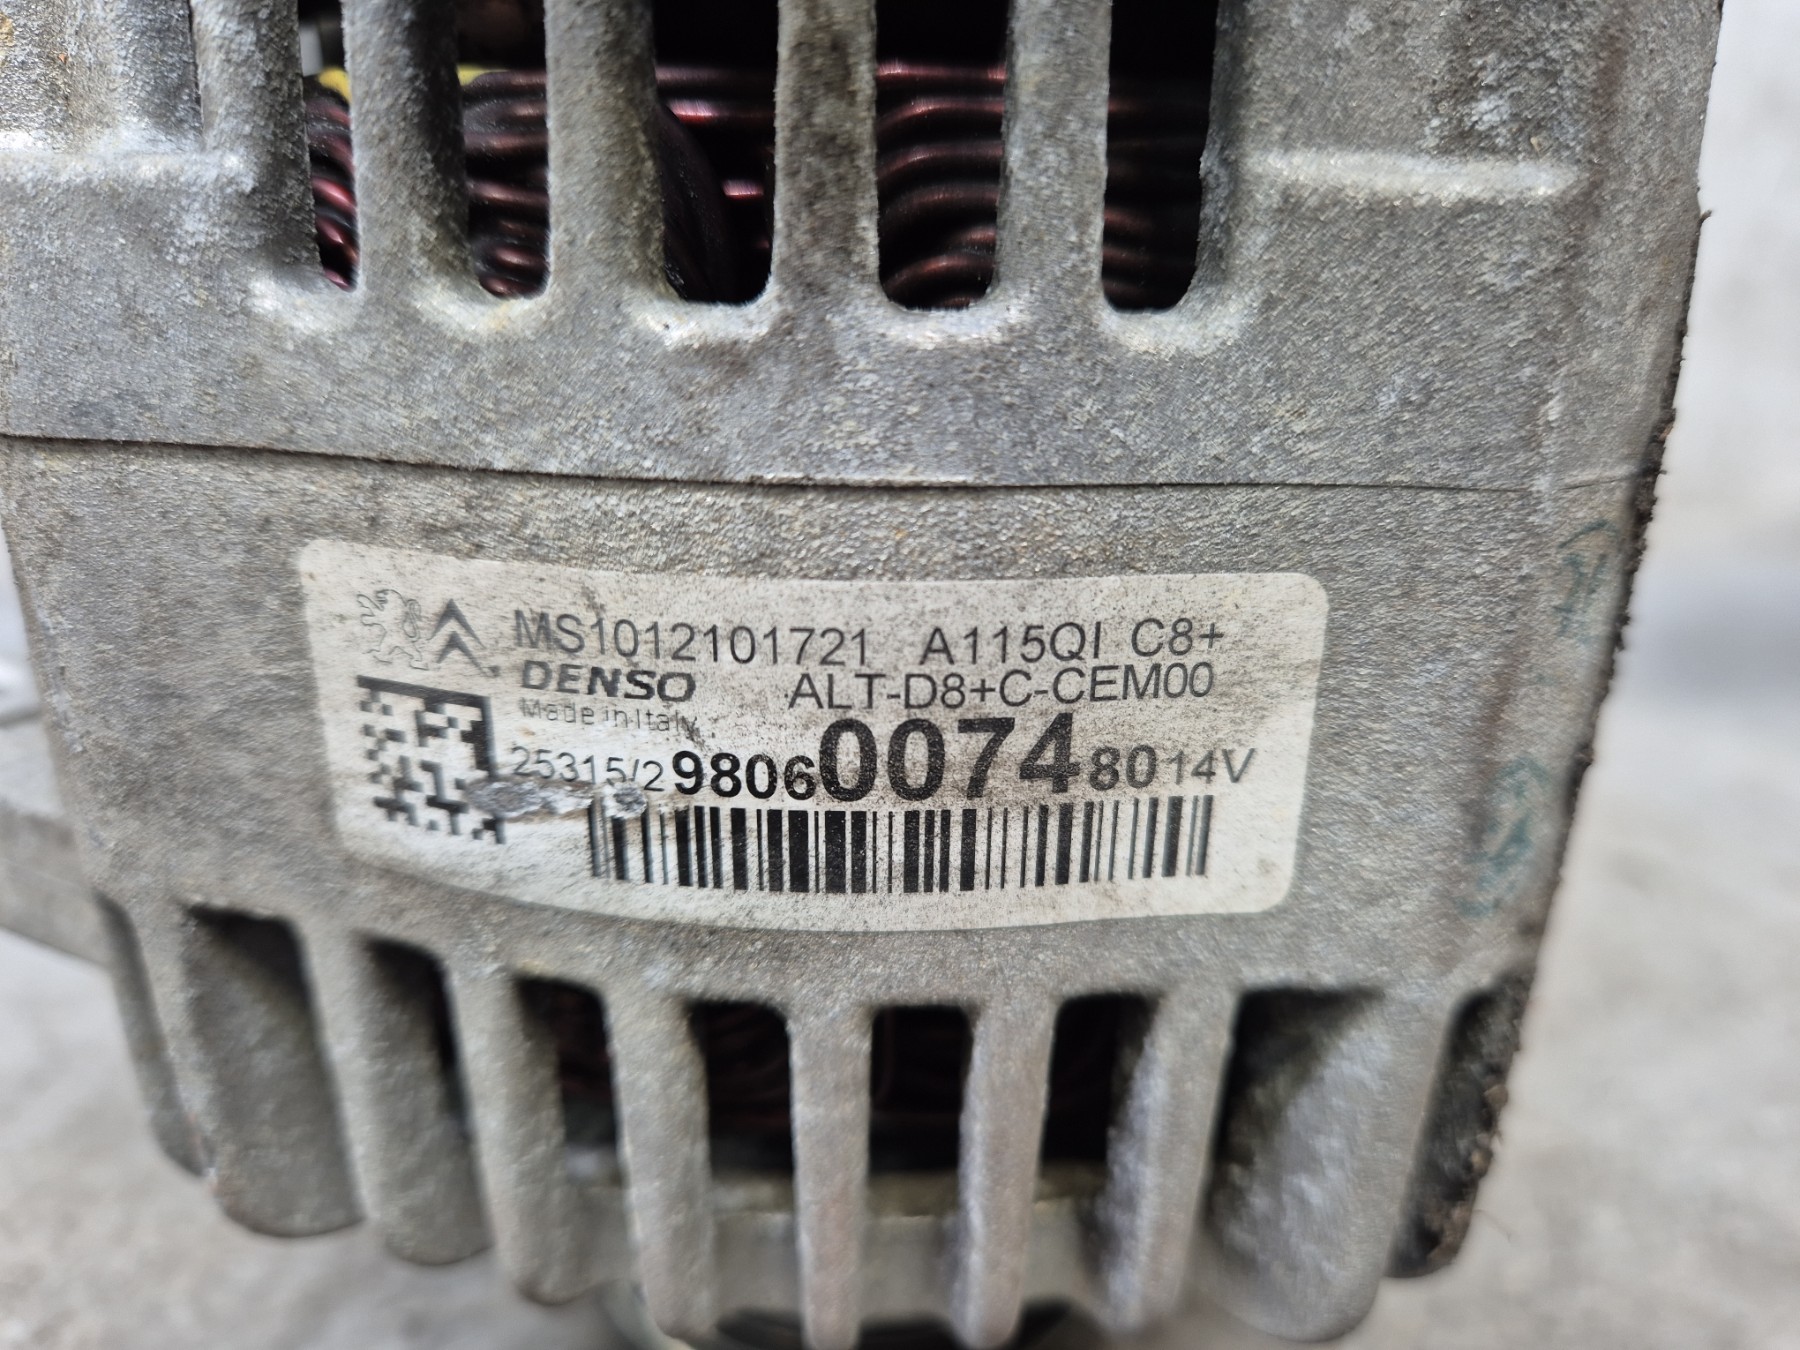 MS1012101721 A115QI C8+
DENSO ALT-D8+C-CEM00
Made in Italy
25315/2 9806007480 14V